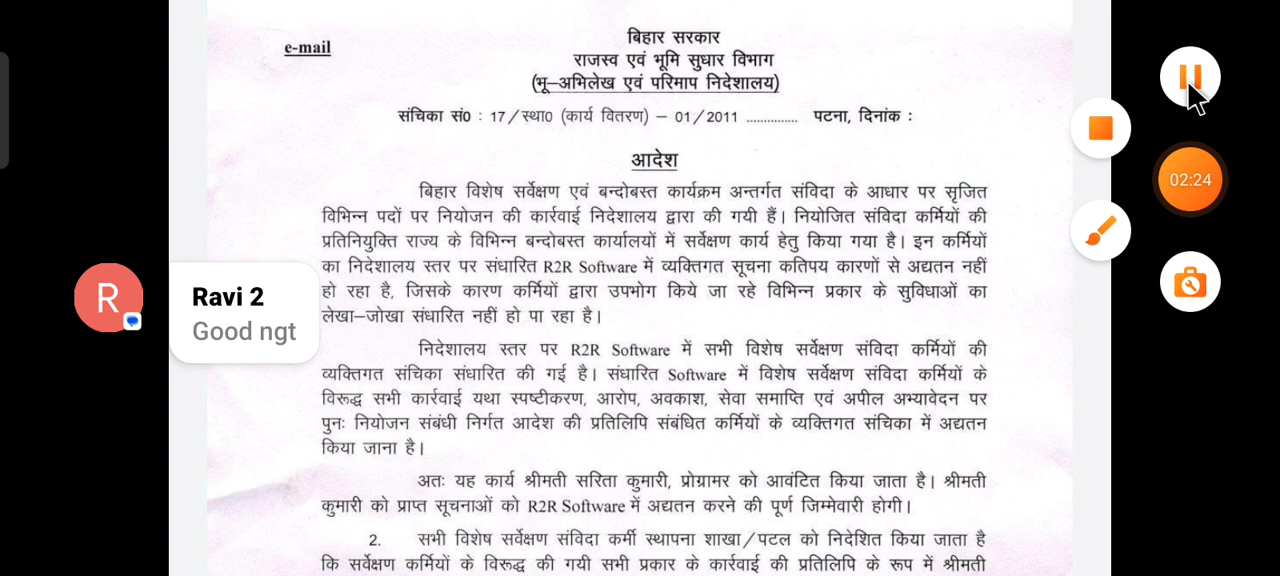 e-mail
बिहार सरकार
राजस्व एवं भूमि सुधार विभाग
(भू–अभिलेख एवं परिमाप निदेशालय)
संचिका सं0 : 17/स्था0 (कार्य वितरण) – 01/2011 .............. पटना, दिनांक :
आदेश
बिहार विशेष सर्वेक्षण एवं बन्दोबस्त कार्यक्रम अन्तर्गत संविदा के आधार पर सृजित
विभिन्न पदों पर नियोजन की कार्रवाई निदेशालय द्वारा की गयी हैं। नियोजित संविदा कर्मियों की
प्रतिनियुक्ति राज्य के विभिन्न बन्दोबस्त कार्यालयों में सर्वेक्षण कार्य हेतु किया गया है। इन कर्मियों
का निदेशालय स्तर पर संधारित R2R Software में व्यक्तिगत सूचना कतिपय कारणों से अद्यतन नहीं
हो रहा है, जिसके कारण कर्मियों द्वारा उपभोग किये जा रहे विभिन्न प्रकार के सुविधाओं का
लेखा–जोखा संधारित नहीं हो पा रहा है।
निदेशालय स्तर पर R2R Software में सभी विशेष सर्वेक्षण संविदा कर्मियों की
व्यक्तिगत संचिका संधारित की गई है। संधारित Software में विशेष सर्वेक्षण संविदा कर्मियों के
विरूद्ध सभी कार्रवाई यथा स्पष्टीकरण, आरोप, अवकाश, सेवा समाप्ति एवं अपील अभ्यावेदन पर
पुनः नियोजन संबंधी निर्गत आदेश की प्रतिलिपि संबंधित कर्मियों के व्यक्तिगत संचिका में अद्यतन
किया जाना है।
अतः यह कार्य श्रीमती सरिता कुमारी, प्रोग्रामर को आवंटित किया जाता है। श्रीमती
कुमारी को प्राप्त सूचनाओं को R2R Software में अद्यतन करने की पूर्ण जिम्मेवारी होगी।
2. सभी विशेष सर्वेक्षण संविदा कर्मी स्थापना शाखा/पटल को निदेशित किया जाता है
कि सर्वेक्षण कर्मियों के विरूद्ध की गयी सभी प्रकार के कार्रवाई की प्रतिलिपि के रूप में श्रीमती
R
Ravi 2
Good ngt
02:24